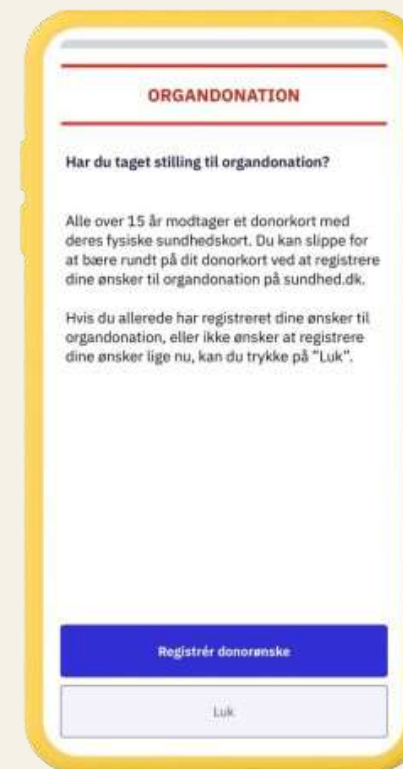 ORGANDONATION
Har du taget stilling til organdonation?
Alle over 15 år modtager et donorkort med
deres fysiske sundhedskort. Du kan slippe for
at bære rundt på dit donorkort ved at registrere
dine ønsker til organdonation på sundhed.dk.
Hvis du allerede har registreret dine ønsker til
organdonation, eller ikke ønsker at registrere
dine ønsker lige nu, kan du trykke på "Luk".
Registrér donorønske
Luk